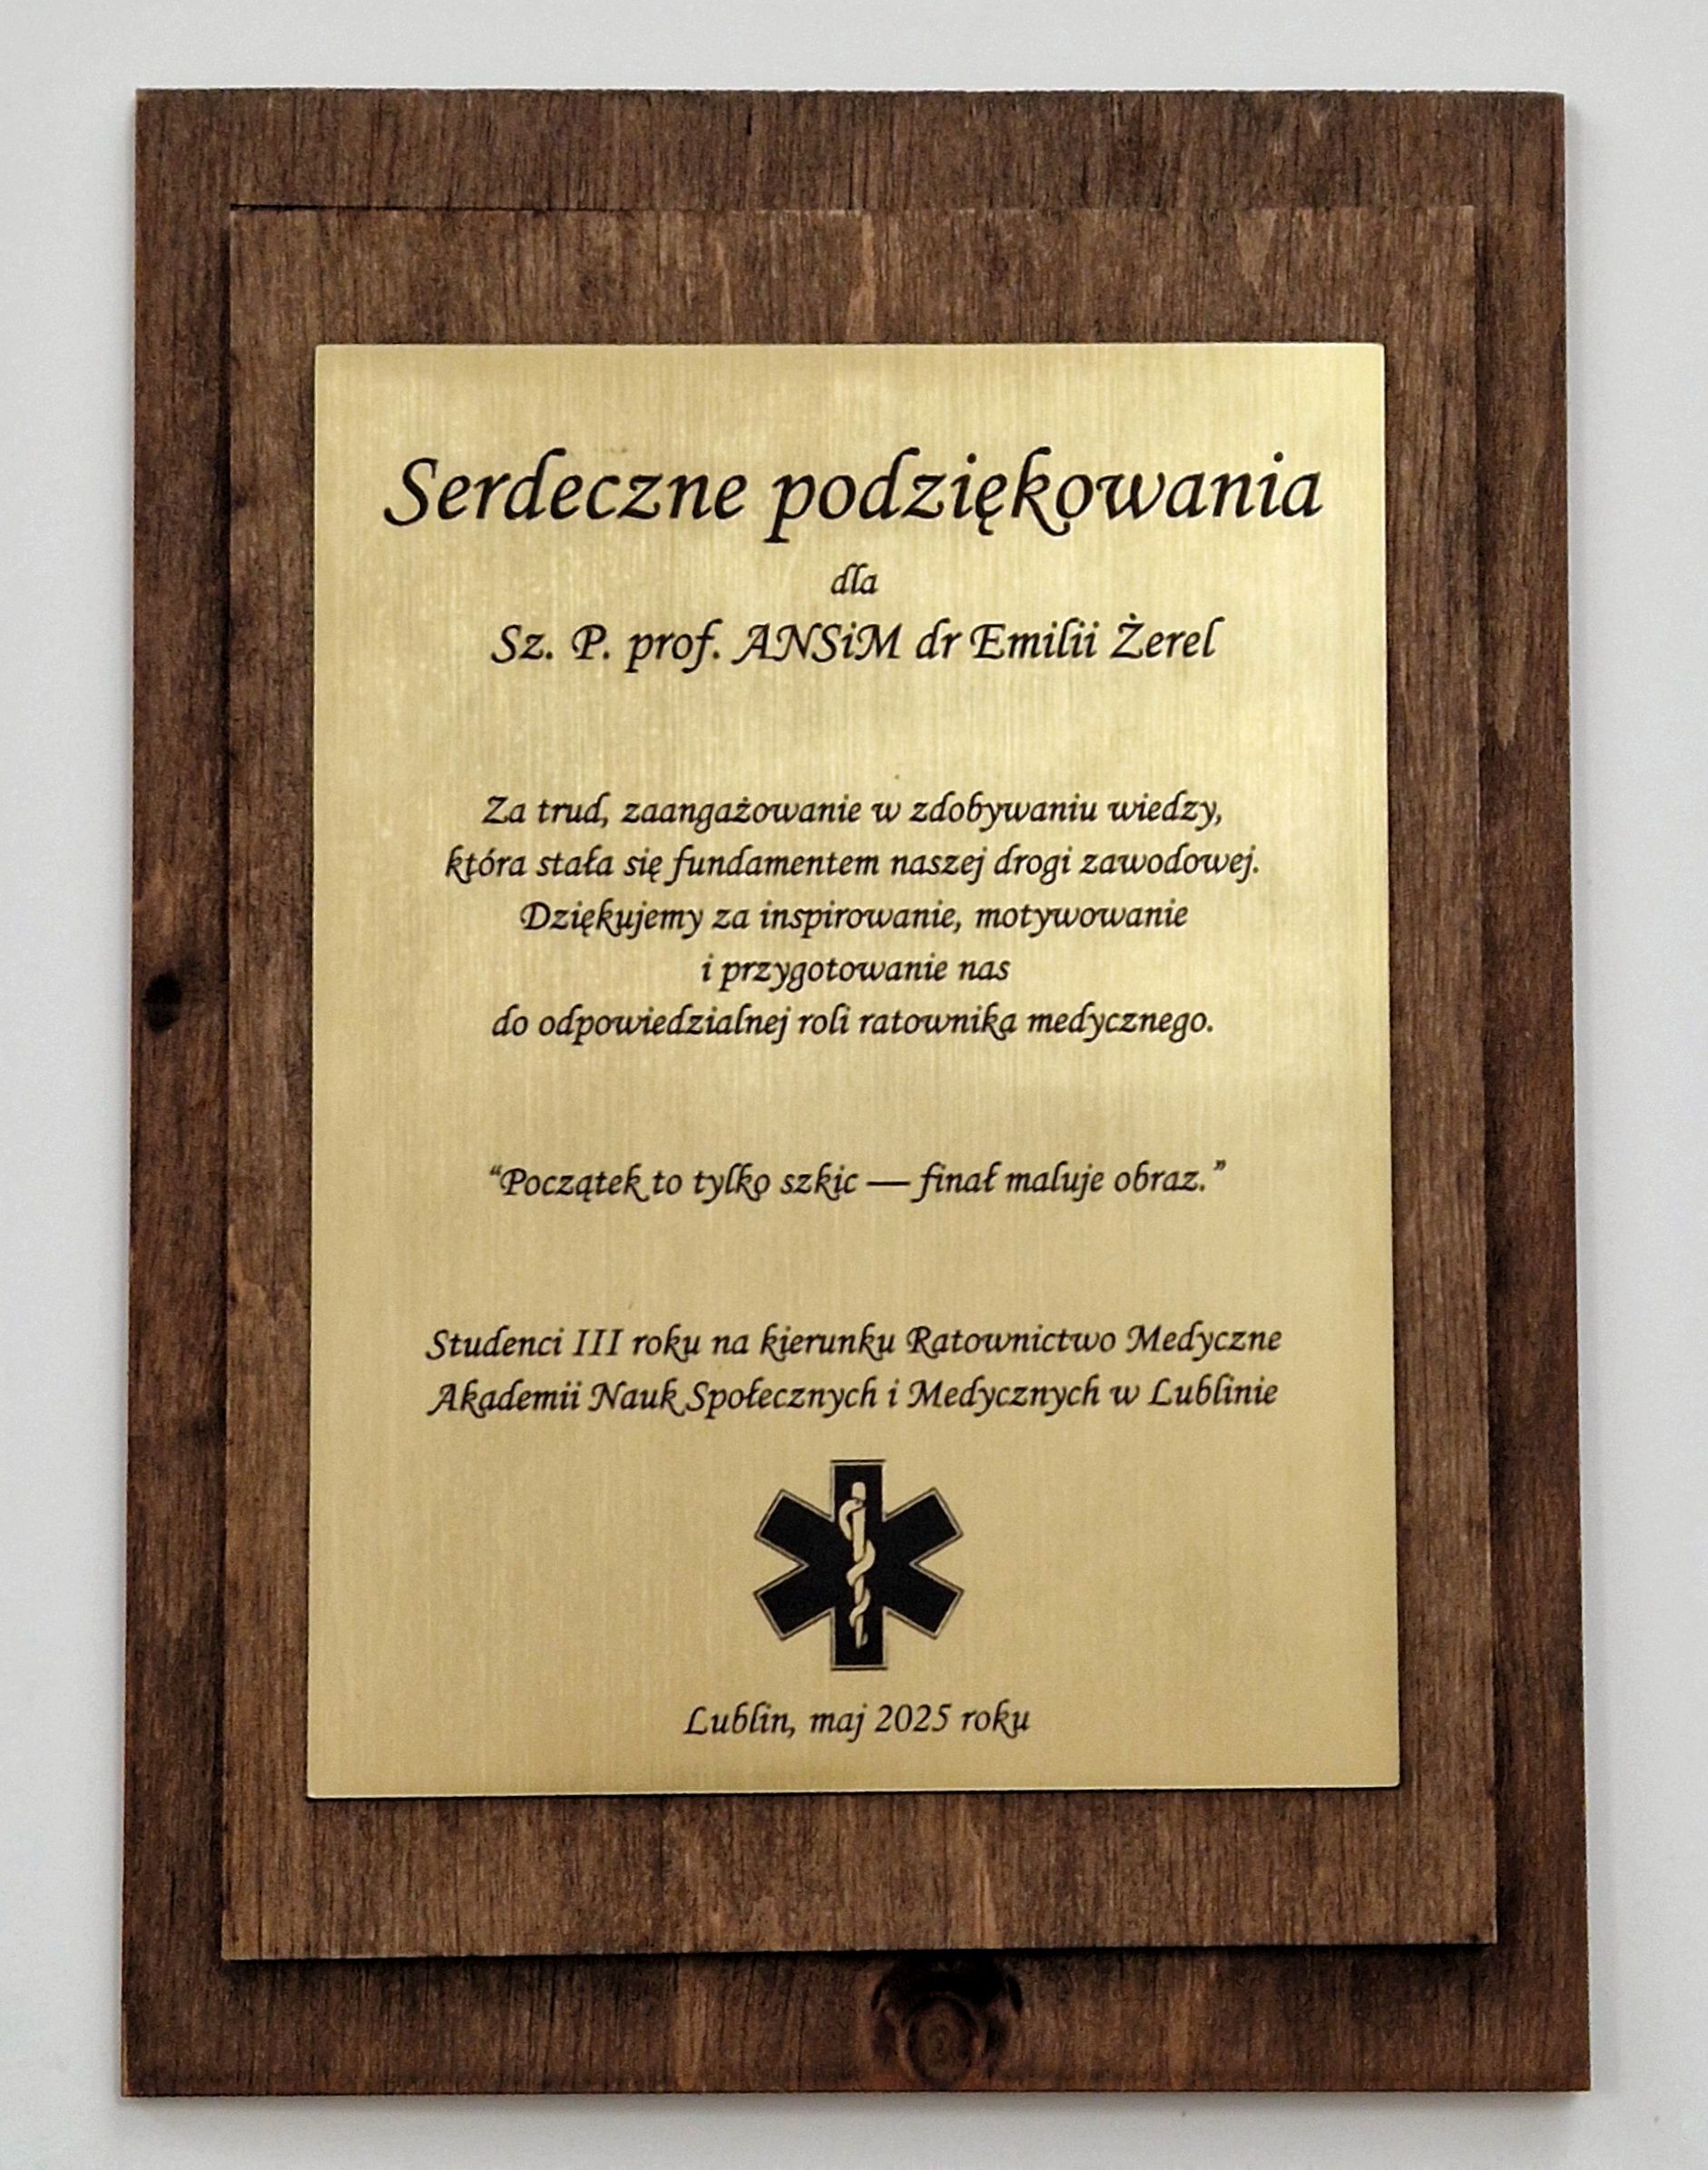 Serdeczne podziękowania
dla
Sz. P. prof. ANSiM dr Emilii Żerel
Za trud, zaangażowanie w zdobywaniu wiedzy,
która stała się fundamentem naszej drogi zawodowej.
Dziękujemy za inspirowanie, motywowanie
i przygotowanie nas
do odpowiedzialnej roli ratownika medycznego.
“Początek to tylko szkic — finał maluje obraz.”
Studenci III roku na kierunku Ratownictwo Medyczne
Akademii Nauk Społecznych i Medycznych w Lublinie
Lublin, maj 2025 roku